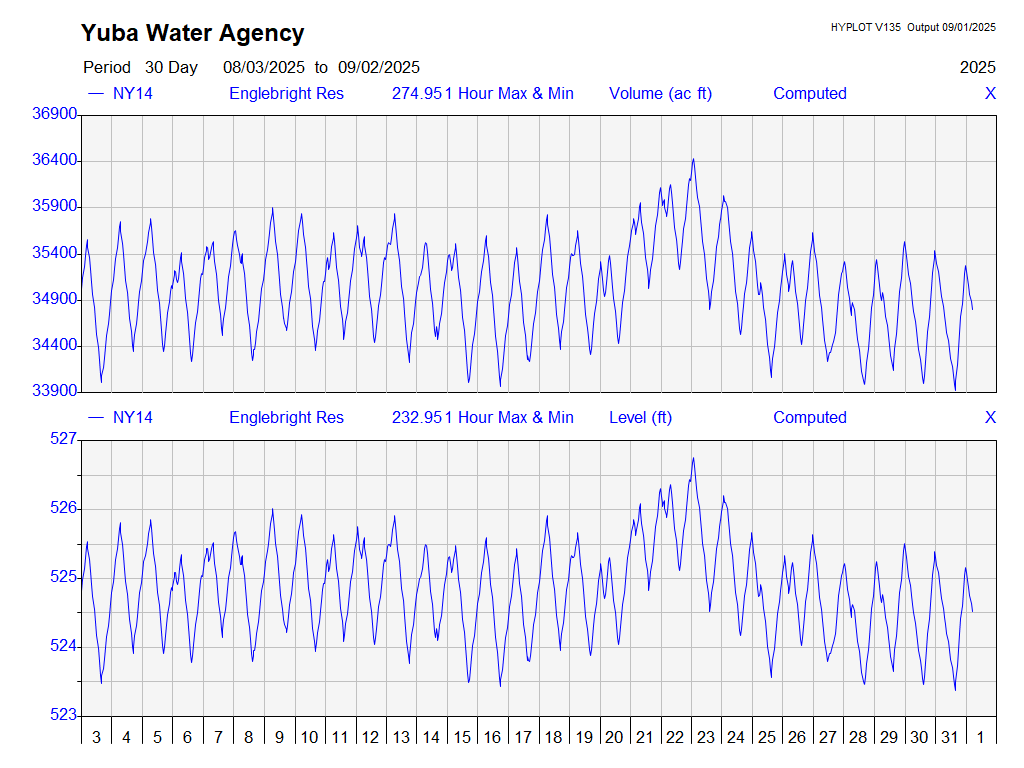 Yuba Water Agency
HYPLOT V135 Output 09/01/2025
Period 30 Day 08/03/2025 to 09/02/2025 2025
NY14 Englebright Res 274.951 Hour Max & Min Volume (ac ft) Computed X
36900
36400
35900
35400
34900
34400
33900
NY14 Englebright Res 232.951 Hour Max & Min Level (ft) Computed X
527
526
525
524
523
3 4 5 6 7 8 9 10 11 12 13 14 15 16 17 18 19 20 21 22 23 24 25 26 27 28 29 30 31 1